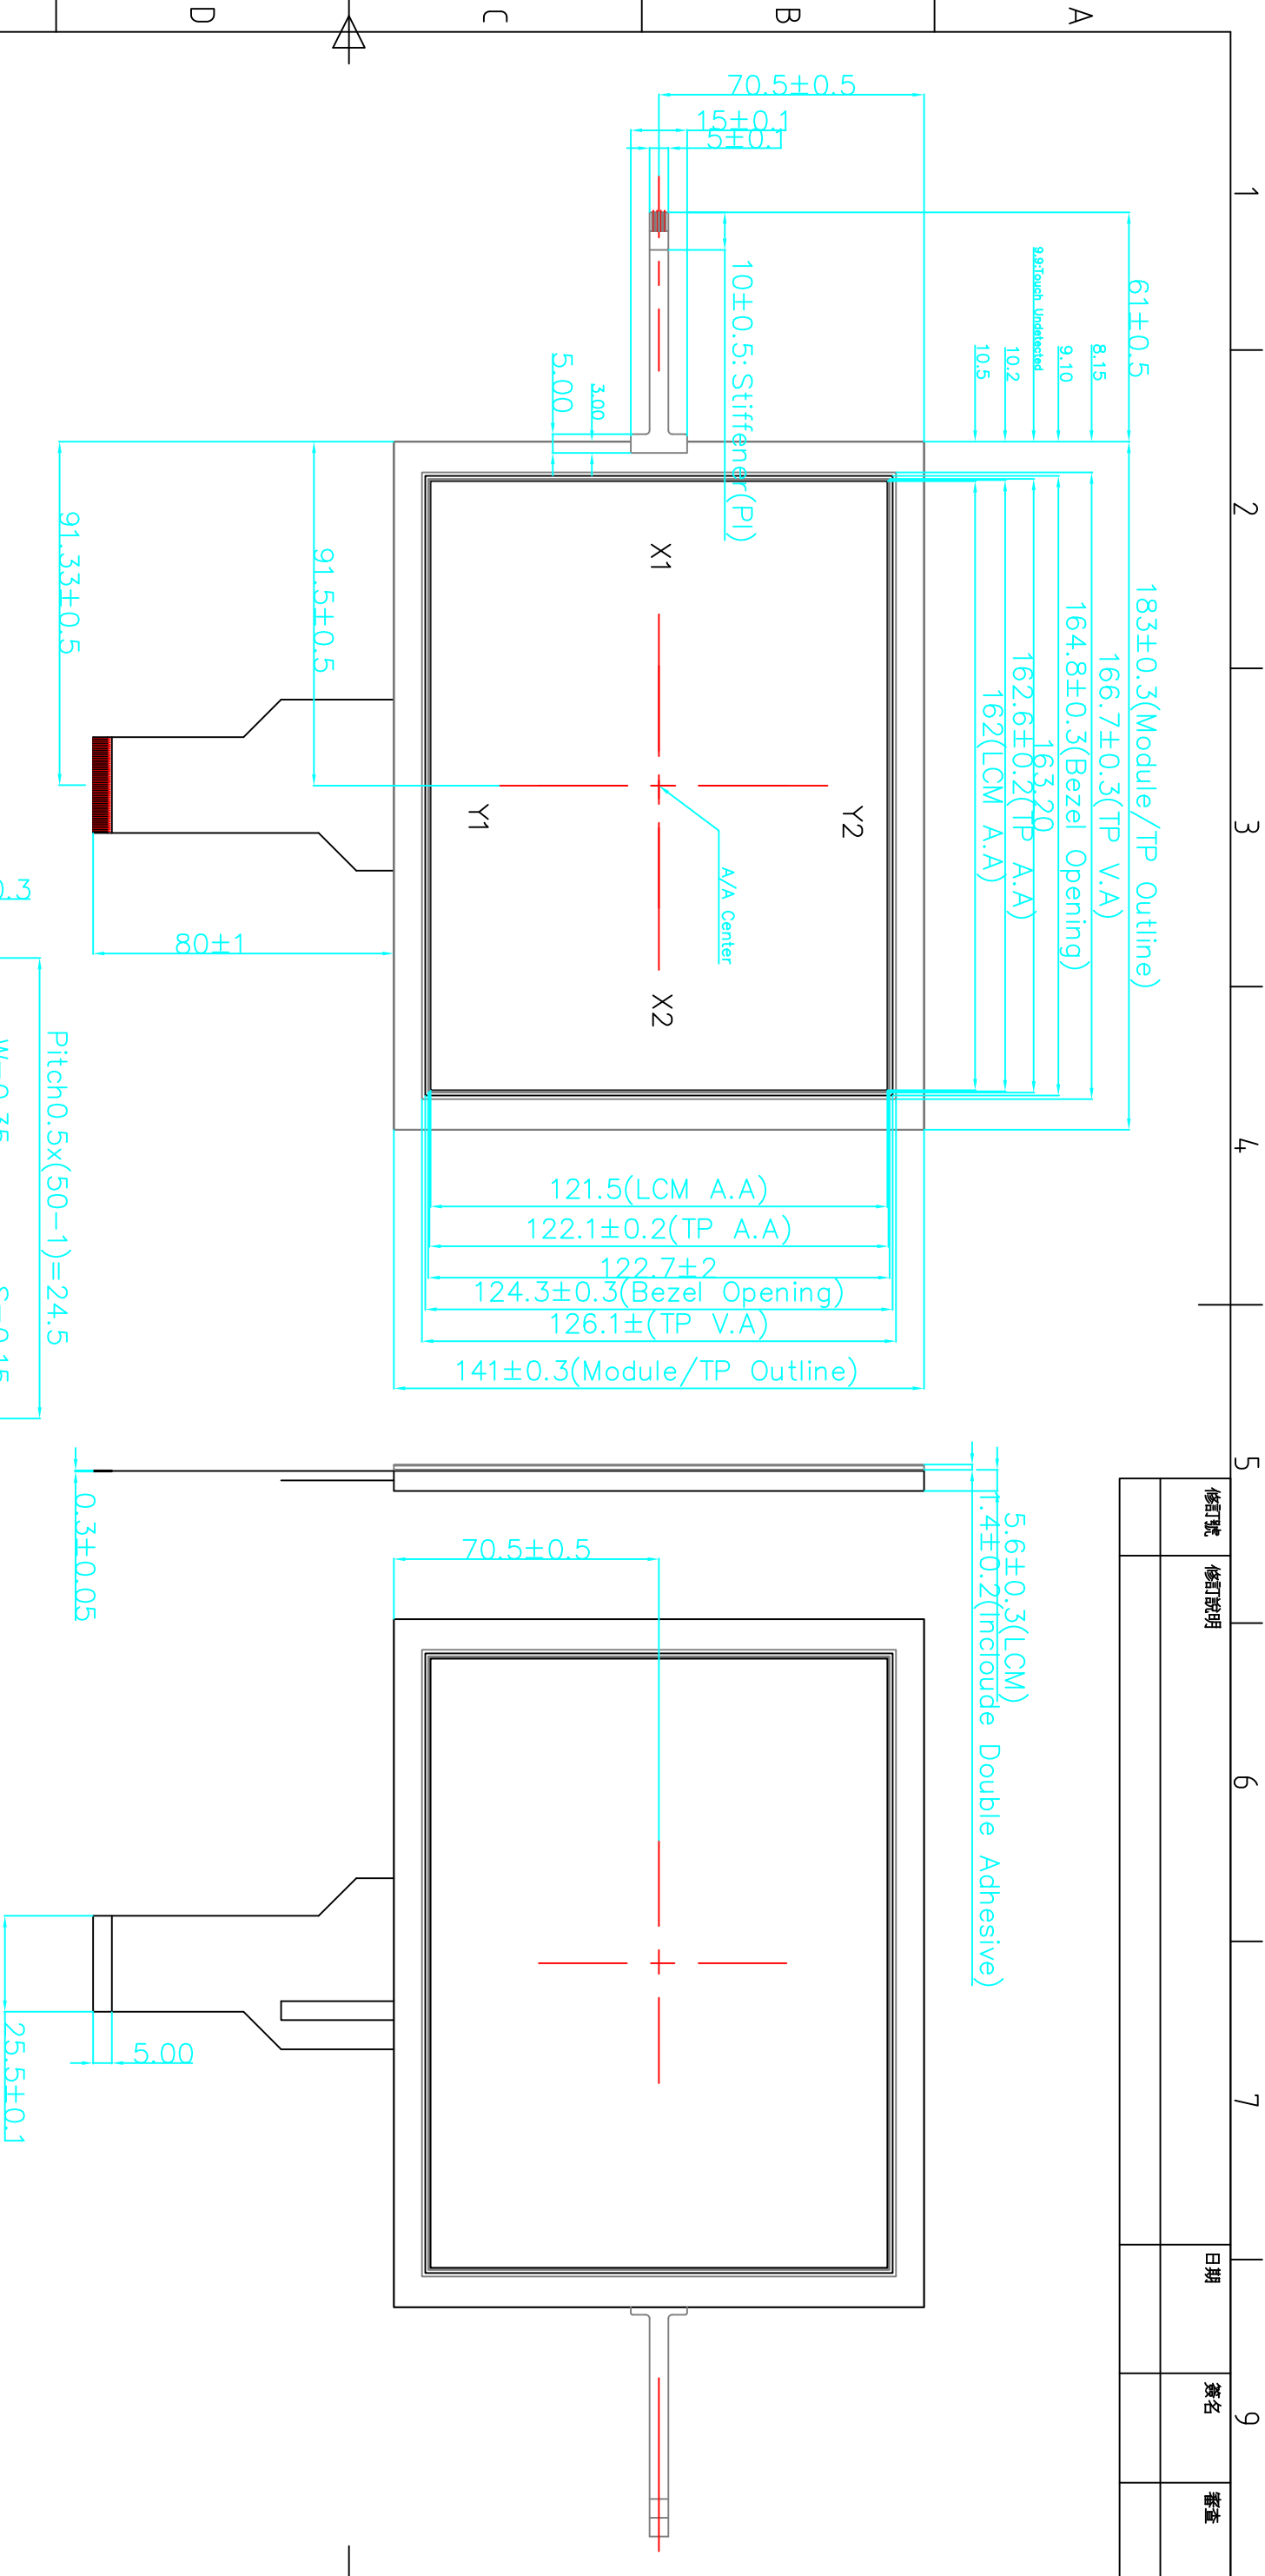 1
2
3
4
5
6
7
9
A
B
C
D
修訂號
修訂說明
日期
簽名
審查
183±0.3(Module/TP Outline)
166.7±0.3(TP V.A)
164.8±0.3(Bezel Opening)
163.20
162.6±0.2(TP A.A)
162(LCM A.A)
61±0.5
8.15
9.10
9.9:Touch Undetected
10.2
10.5
70.5±0.5
15±0.1
5±0.1
10±0.5: Stiffener(PI)
3.00
5.00
X1
X2
Y2
Y1
A/A Center
91.5±0.5
91.33±0.5
80±1
121.5(LCM A.A)
122.1±0.2(TP A.A)
122.7±2
124.3±0.3(Bezel Opening)
126.1±(TP V.A)
141±0.3(Module/TP Outline)
5.6±0.3(LCM)
1.4±0.2(Incloude Double Adhesive)
0.3±0.05
70.5±0.5
5.00
25.5±0.1
Pitch0.5x(50-1)=24.5